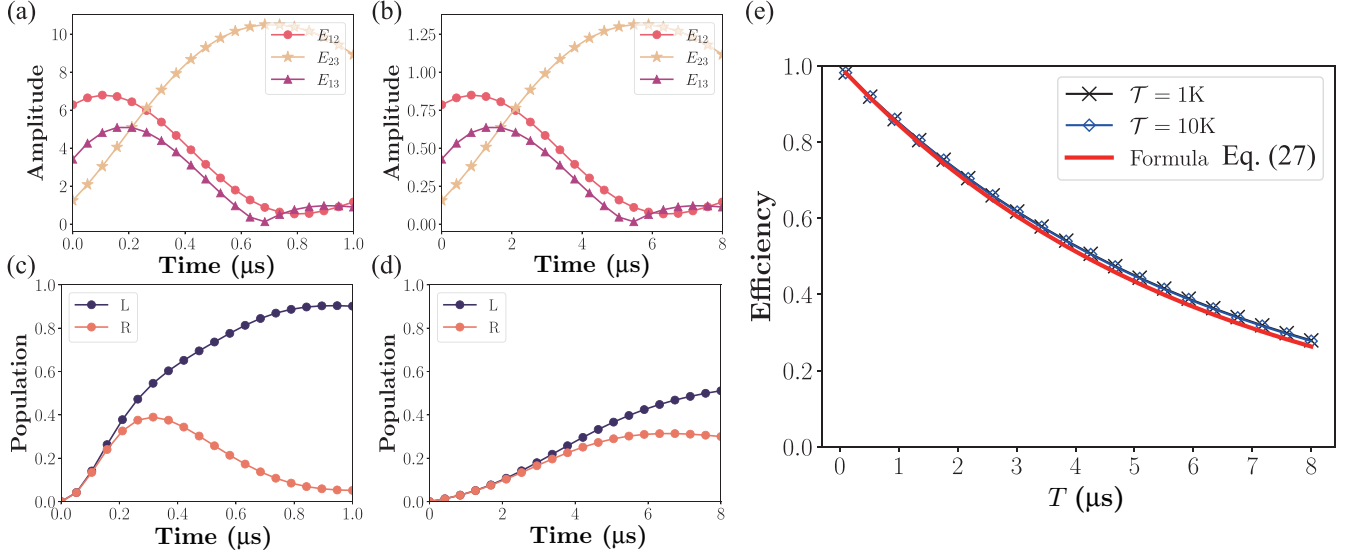 (a)
Amplitude
10
8
6
4
2
0
E12
E23
E13
0.0 0.2 0.4 0.6 0.8 1.0
Time (μs)
(b)
Amplitude
1.25
1.00
0.75
0.50
0.25
0.00
E12
E23
E13
0 2 4 6 8
Time (μs)
(c)
Population
1.0
0.8
0.6
0.4
0.2
0.0
L
R
0.0 0.2 0.4 0.6 0.8 1.0
Time (μs)
(d)
Population
1.0
0.8
0.6
0.4
0.2
0.0
L
R
0 2 4 6 8
Time (μs)
(e)
Efficiency
1.0
0.8
0.6
0.4
0.2
0.0
𝒯 = 1K
𝒯 = 10K
Formula Eq. (27)
0 1 2 3 4 5 6 7 8
T (μs)